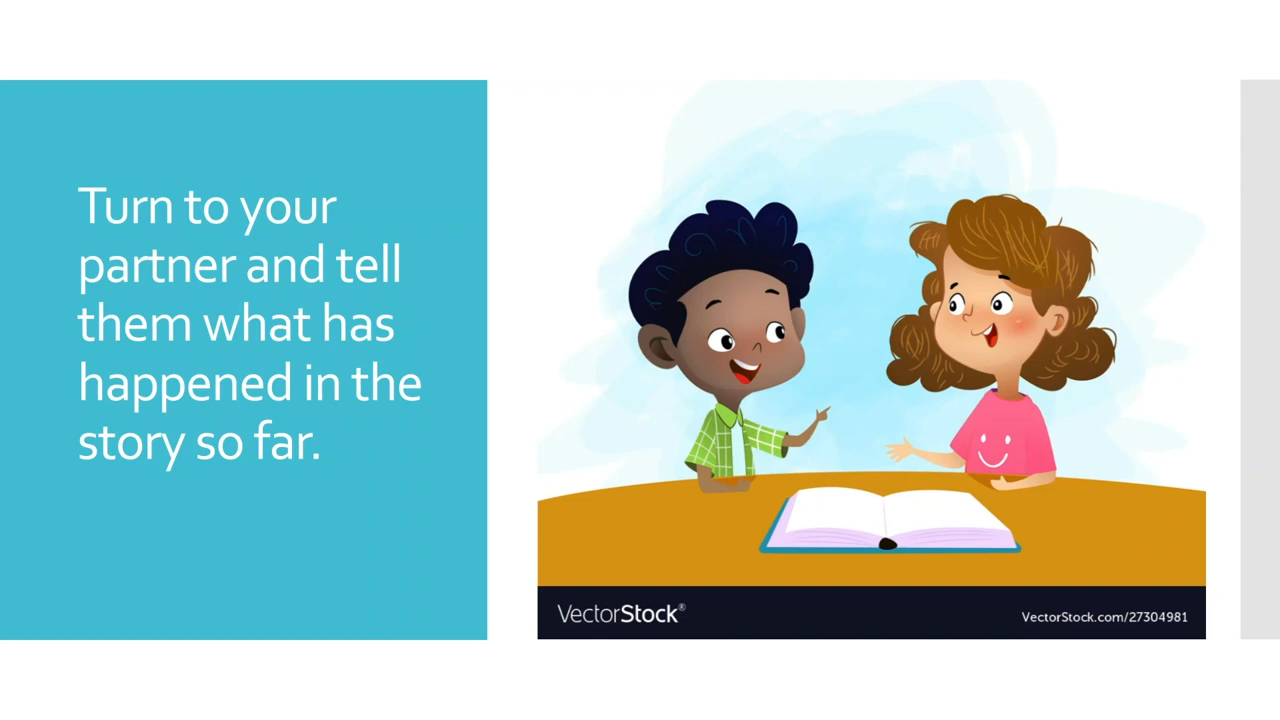 Turn to your
partner and tell
them what has
happened in the
story so far.
VectorStock®
VectorStock.com/27304981